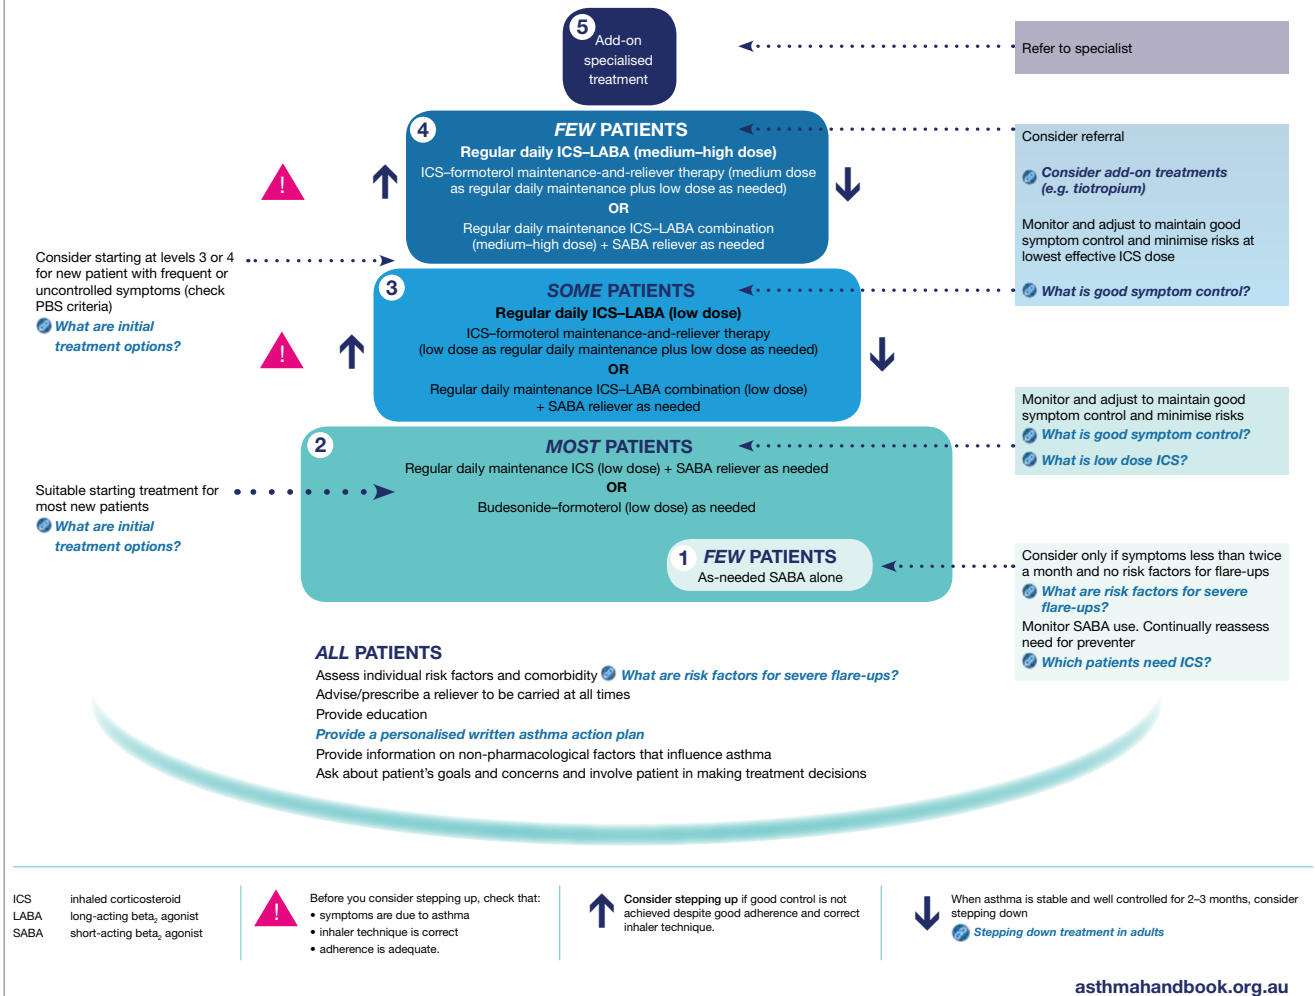 5
Add-on
specialised
treatment
Refer to specialist
4
FEW PATIENTS
Regular daily ICS–LABA (medium–high dose)
ICS–formoterol maintenance-and-reliever therapy (medium dose
as regular daily maintenance plus low dose as needed)
OR
Regular daily maintenance ICS–LABA combination
(medium–high dose) + SABA reliever as needed
!
Consider referral
Consider add-on treatments
(e.g. tiotropium)
Monitor and adjust to maintain good
symptom control and minimise risks at
lowest effective ICS dose
What is good symptom control?
Consider starting at levels 3 or 4
for new patient with frequent or
uncontrolled symptoms (check
PBS criteria)
What are initial
treatment options?
3
SOME PATIENTS
Regular daily ICS–LABA (low dose)
ICS–formoterol maintenance-and-reliever therapy
(low dose as regular daily maintenance plus low dose as needed)
OR
Regular daily maintenance ICS–LABA combination (low dose)
+ SABA reliever as needed
!
2
MOST PATIENTS
Regular daily maintenance ICS (low dose) + SABA reliever as needed
OR
Budesonide–formoterol (low dose) as needed
Monitor and adjust to maintain good
symptom control and minimise risks
What is good symptom control?
What is low dose ICS?
Suitable starting treatment for
most new patients
What are initial
treatment options?
1
FEW PATIENTS
As-needed SABA alone
Consider only if symptoms less than twice
a month and no risk factors for flare-ups
What are risk factors for severe
flare-ups?
Monitor SABA use. Continually reassess
need for preventer
Which patients need ICS?
ALL PATIENTS
Assess individual risk factors and comorbidity What are risk factors for severe flare-ups?
Advise/prescribe a reliever to be carried at all times
Provide education
Provide a personalised written asthma action plan
Provide information on non-pharmacological factors that influence asthma
Ask about patient's goals and concerns and involve patient in making treatment decisions
ICS inhaled corticosteroid
LABA long-acting beta₂ agonist
SABA short-acting beta₂ agonist
!
Before you consider stepping up, check that:
• symptoms are due to asthma
• inhaler technique is correct
• adherence is adequate.
Consider stepping up if good control is not
achieved despite good adherence and correct
inhaler technique.
When asthma is stable and well controlled for 2–3 months, consider
stepping down
Stepping down treatment in adults
asthmahandbook.org.au